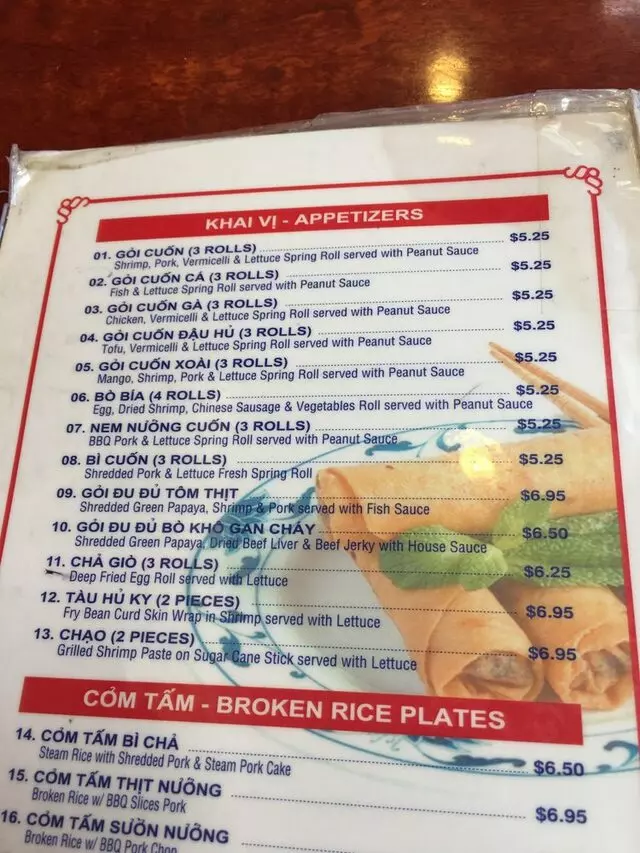 KHAI VỊ - APPETIZERS
01. GỎI CUỐN (3 ROLLS) $5.25
Shrimp, Pork, Vermicelli & Lettuce Spring Roll served with Peanut Sauce
02. GỎI CUỐN CÁ (3 ROLLS) $5.25
Fish & Lettuce Spring Roll served with Peanut Sauce
03. GỎI CUỐN GÀ (3 ROLLS) $5.25
Chicken, Vermicelli & Lettuce Spring Roll served with Peanut Sauce
04. GỎI CUỐN ĐẬU HỦ (3 ROLLS) $5.25
Tofu, Vermicelli & Lettuce Spring Roll served with Peanut Sauce
05. GỎI CUỐN XOÀI (3 ROLLS) $5.25
Mango, Shrimp, Pork & Lettuce Spring Roll served with Peanut Sauce
06. BÒ BÍA (4 ROLLS) $5.25
Egg, Dried Shrimp, Chinese Sausage & Vegetables Roll served with Peanut Sauce
07. NEM NUỐNG CUỐN (3 ROLLS) $5.25
BBQ Pork & Lettuce Spring Roll served with Peanut Sauce
08. BÌ CUỐN (3 ROLLS) $5.25
Shredded Pork & Lettuce Fresh Spring Roll
09. GỎI ĐU ĐỦ TÔM THỊT $6.95
Shredded Green Papaya, Shrimp & Pork served with Fish Sauce
10. GỎI ĐU ĐỦ BÒ KHÔ GAN CHÁY $6.50
Shredded Green Papaya, Dried Beef Liver & Beef Jerky with House Sauce
11. CHẢ GIÒ (3 ROLLS) $6.25
Deep Fried Egg Roll served with Lettuce
12. TÀU HỦ KY (2 PIECES) $6.95
Fry Bean Curd Skin Wrap in Shrimp served with Lettuce
13. CHẠO (2 PIECES) $6.95
Grilled Shrimp Paste on Sugar Cane Stick served with Lettuce
CỎM TẤM - BROKEN RICE PLATES
14. CỎM TẤM BÌ CHẢ $6.50
Steam Rice with Shredded Pork & Steam Pork Cake
15. CỎM TẤM THỊT NƯỠNG $6.95
Broken Rice w/ BBQ Slices Pork
16. CỎM TẤM SƯỜN NƯỠNG
Broken Rice w/ BBQ Pork Chop